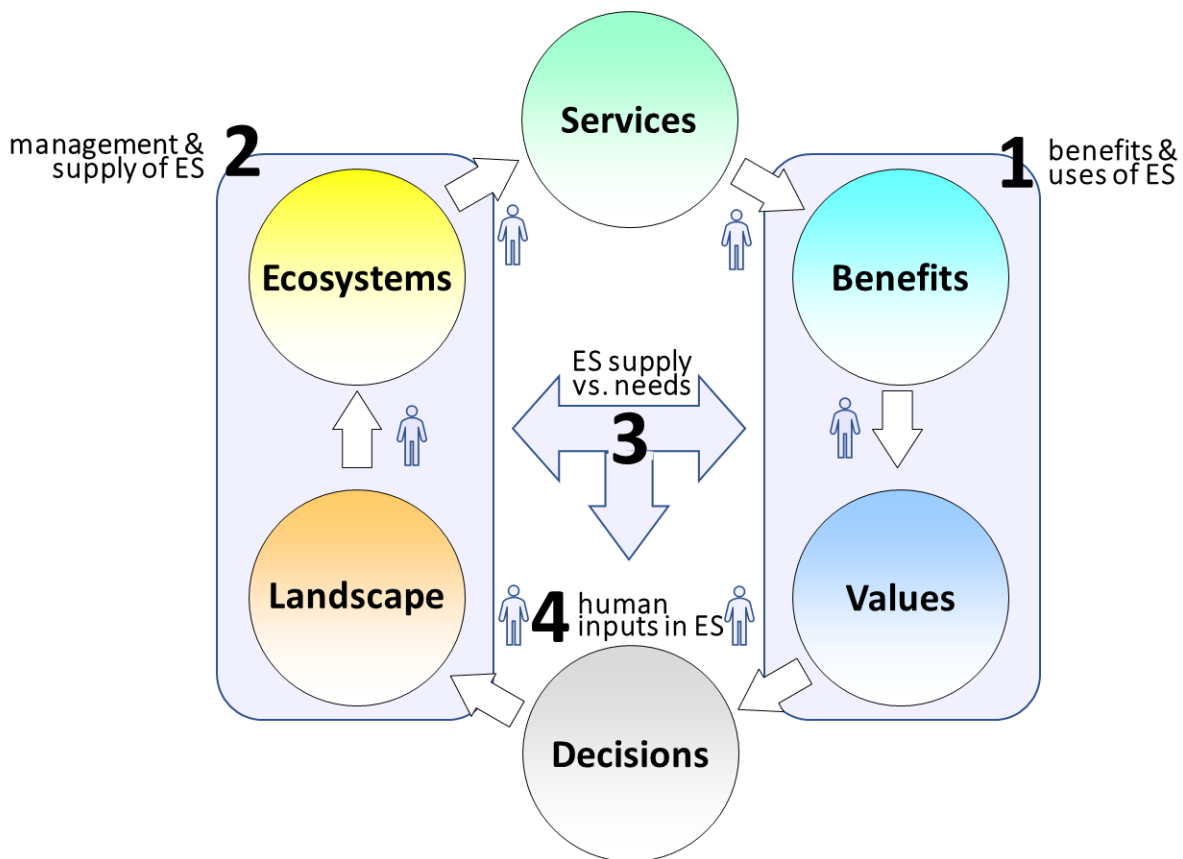 Services
management &
supply of ES
2
1
benefits &
uses of ES
Ecosystems
Benefits
ES supply
vs. needs
3
Landscape
4
human
inputs in ES
Values
Decisions